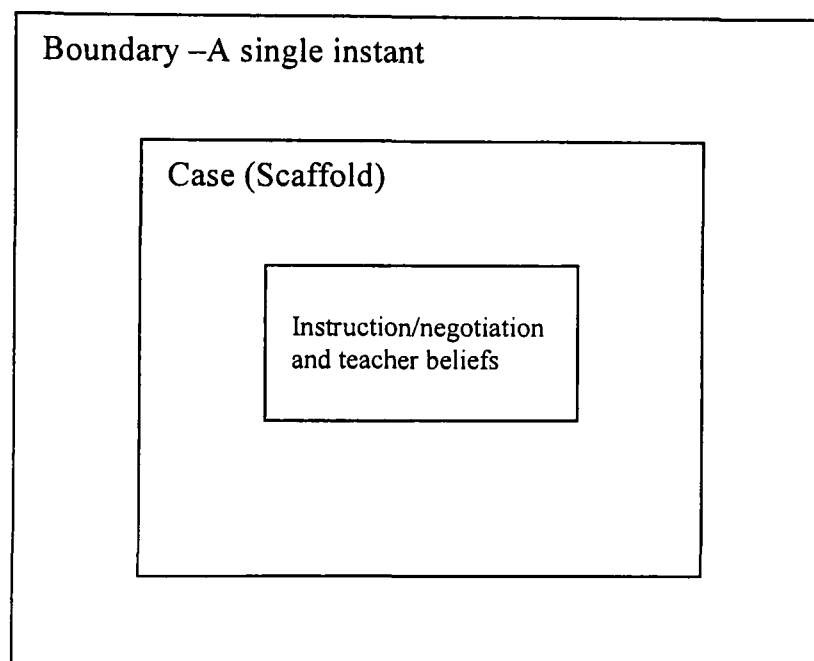 Boundary –A single instant
Case (Scaffold)
Instruction/negotiation
and teacher beliefs